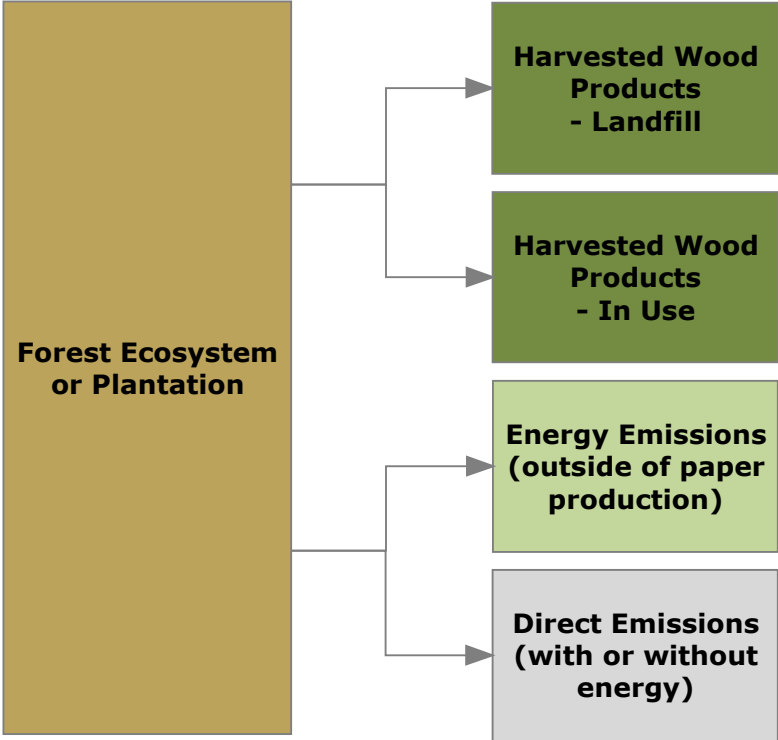 Forest Ecosystem
or Plantation
Harvested Wood
Products
- Landfill
Harvested Wood
Products
- In Use
Energy Emissions
(outside of paper
production)
Direct Emissions
(with or without
energy)